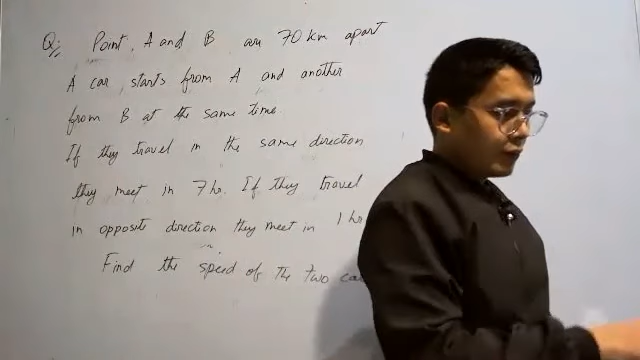 Q: Point, A and B are 70 km apart
A car starts from A and another
from B at the same time.
If they travel in the same direction
they meet in 7 hr. If they travel
in opposite direction they meet in 1 hr
Find the speed of the two